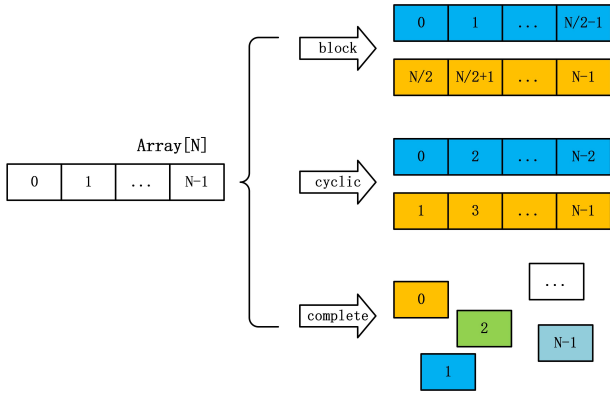 Array[N]
0 1 ... N-1
block
0 1 ... N/2-1
N/2 N/2+1 ... N-1
cyclic
0 2 ... N-2
1 3 ... N-1
complete
0
...
2
N-1
1